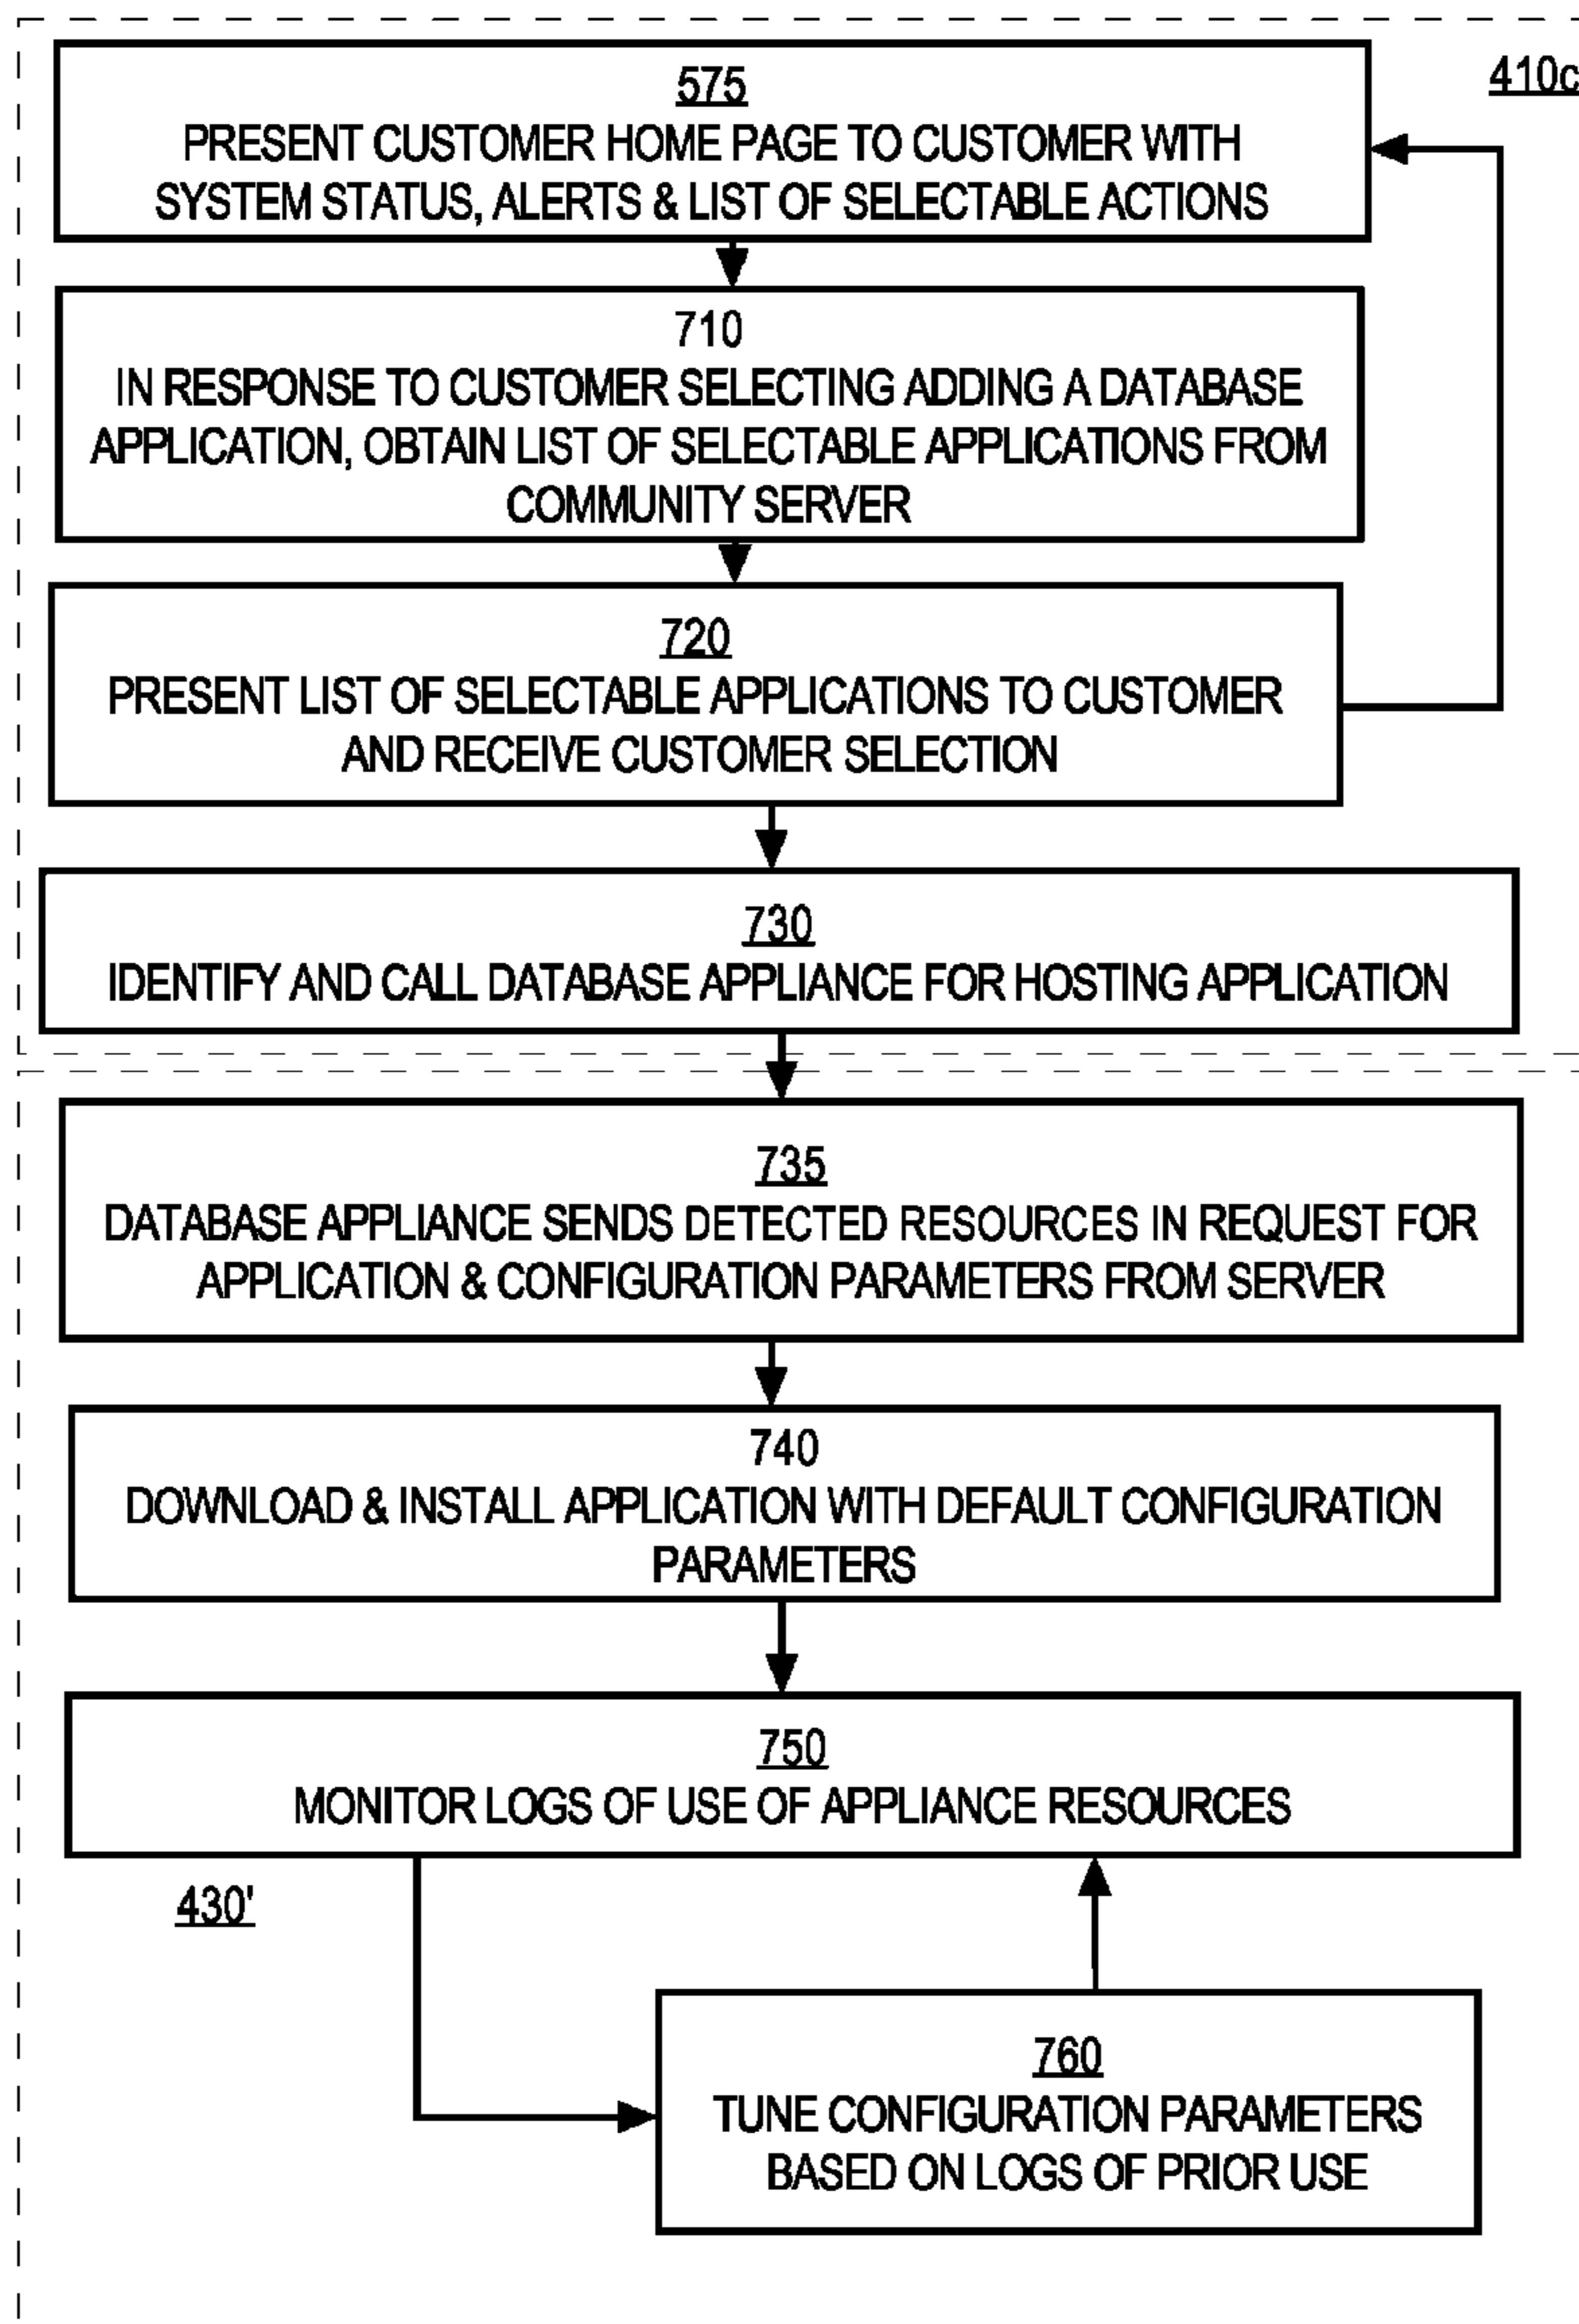 410c
575
PRESENT CUSTOMER HOME PAGE TO CUSTOMER WITH
SYSTEM STATUS, ALERTS & LIST OF SELECTABLE ACTIONS
710
IN RESPONSE TO CUSTOMER SELECTING ADDING A DATABASE
APPLICATION, OBTAIN LIST OF SELECTABLE APPLICATIONS FROM
COMMUNITY SERVER
720
PRESENT LIST OF SELECTABLE APPLICATIONS TO CUSTOMER
AND RECEIVE CUSTOMER SELECTION
730
IDENTIFY AND CALL DATABASE APPLIANCE FOR HOSTING APPLICATION
735
DATABASE APPLIANCE SENDS DETECTED RESOURCES IN REQUEST FOR
APPLICATION & CONFIGURATION PARAMETERS FROM SERVER
740
DOWNLOAD & INSTALL APPLICATION WITH DEFAULT CONFIGURATION
PARAMETERS
750
MONITOR LOGS OF USE OF APPLIANCE RESOURCES
430'
760
TUNE CONFIGURATION PARAMETERS
BASED ON LOGS OF PRIOR USE